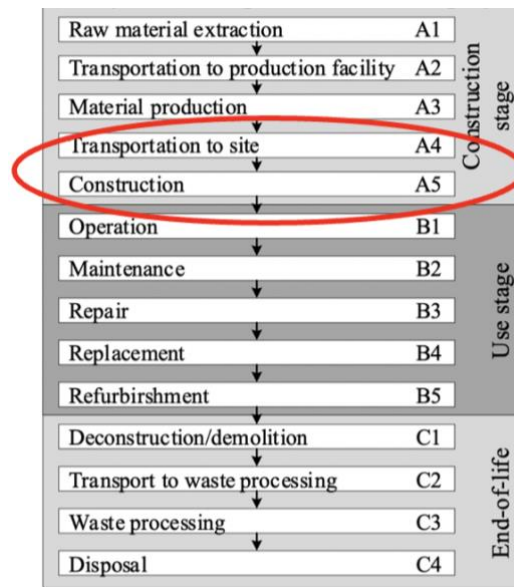 Raw material extraction A1
Transportation to production facility A2
Material production A3
Transportation to site A4
Construction A5
Construction
stage
Operation B1
Maintenance B2
Repair B3
Replacement B4
Refurbirshment B5
Use stage
Deconstruction/demolition C1
Transport to waste processing C2
Waste processing C3
Disposal C4
End-of-life